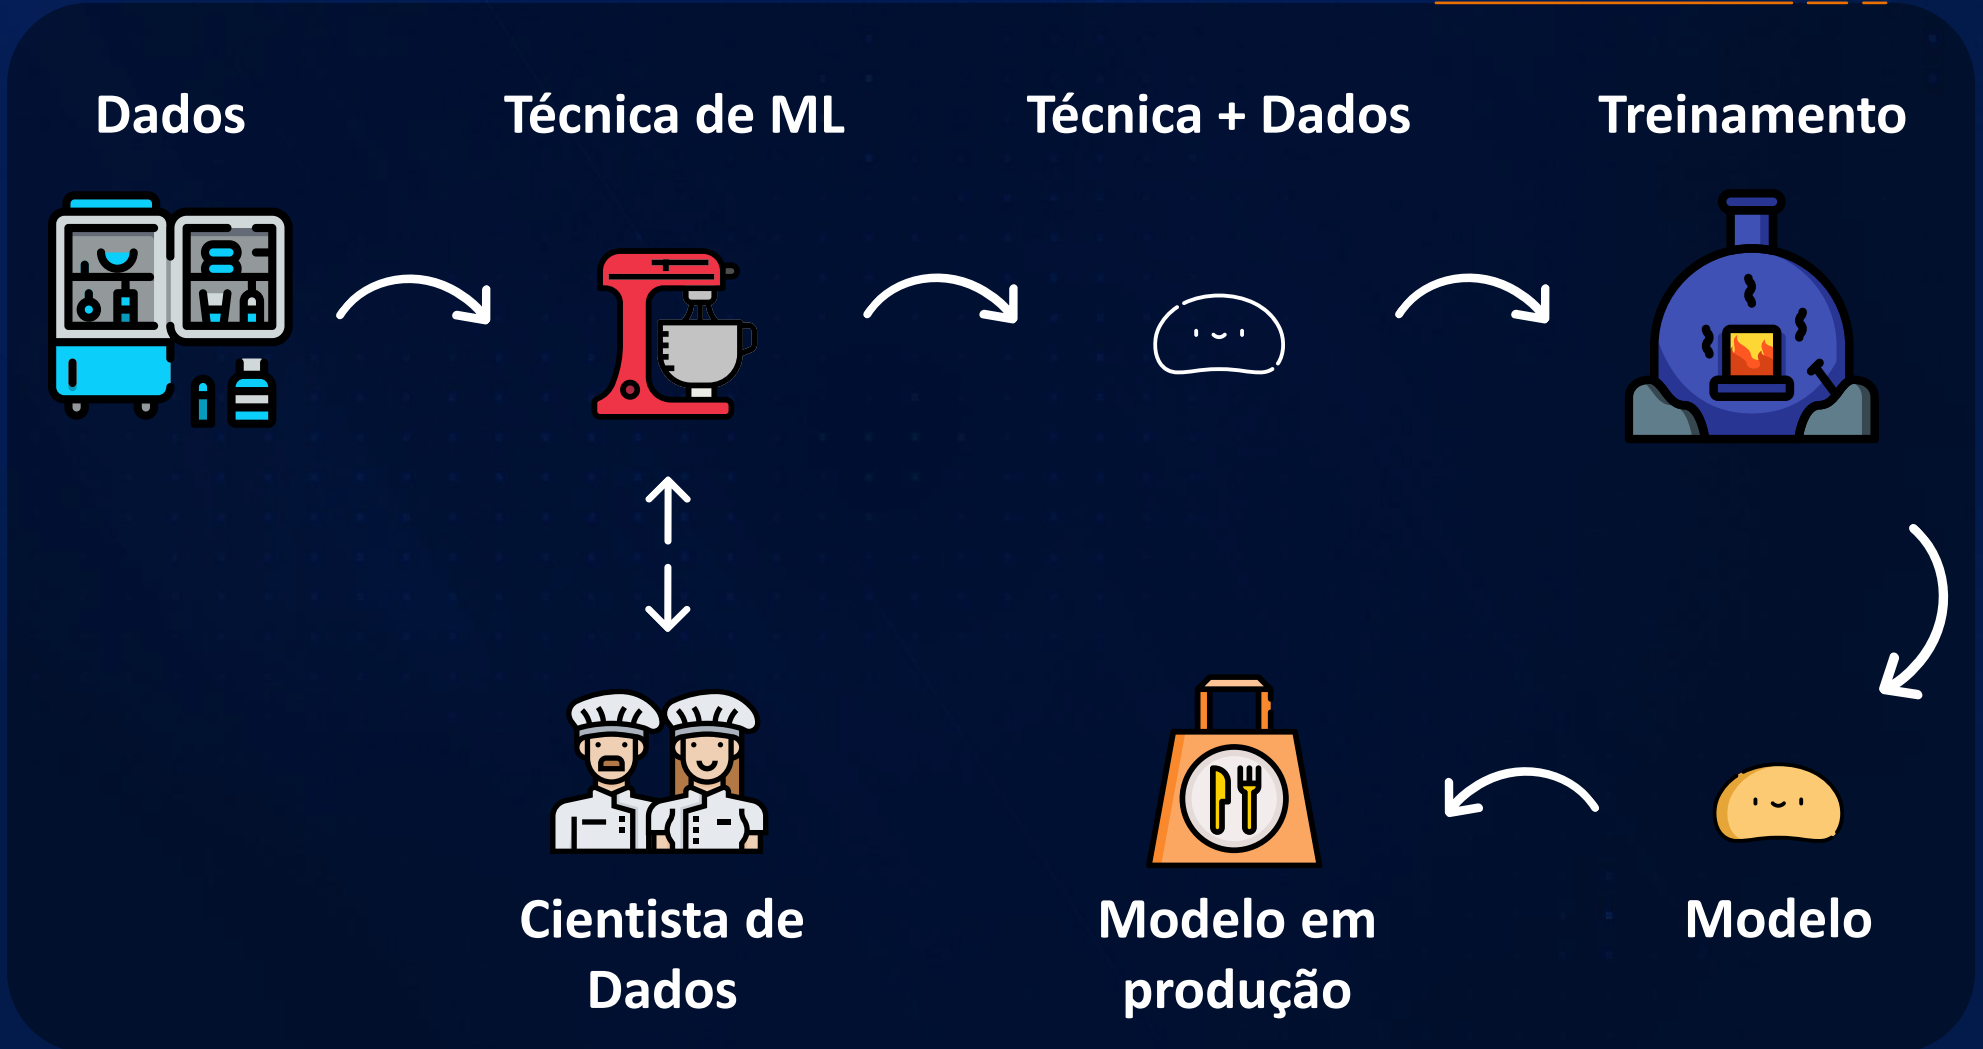 Dados
Técnica de ML
Técnica + Dados
Treinamento
Cientista de
Dados
Modelo em
produção
Modelo